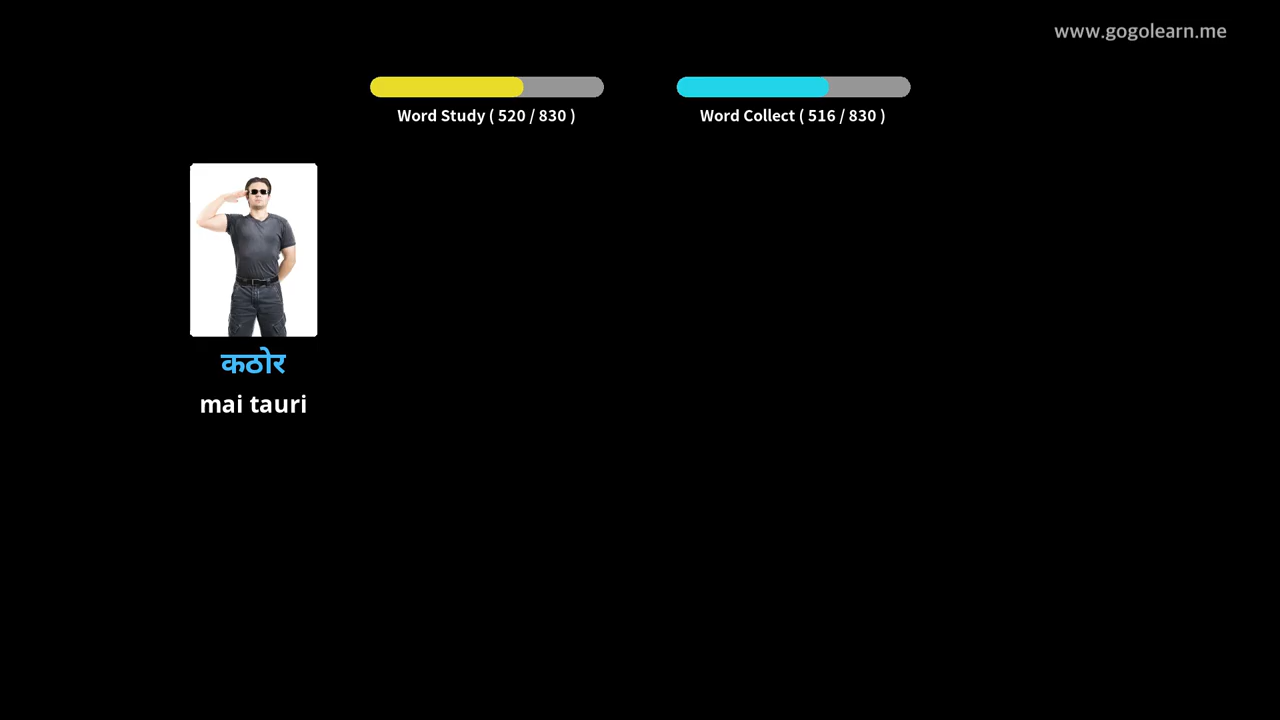 www.gogolearn.me
Word Study ( 520 / 830 )
Word Collect ( 516 / 830 )
कठोर
mai tauri